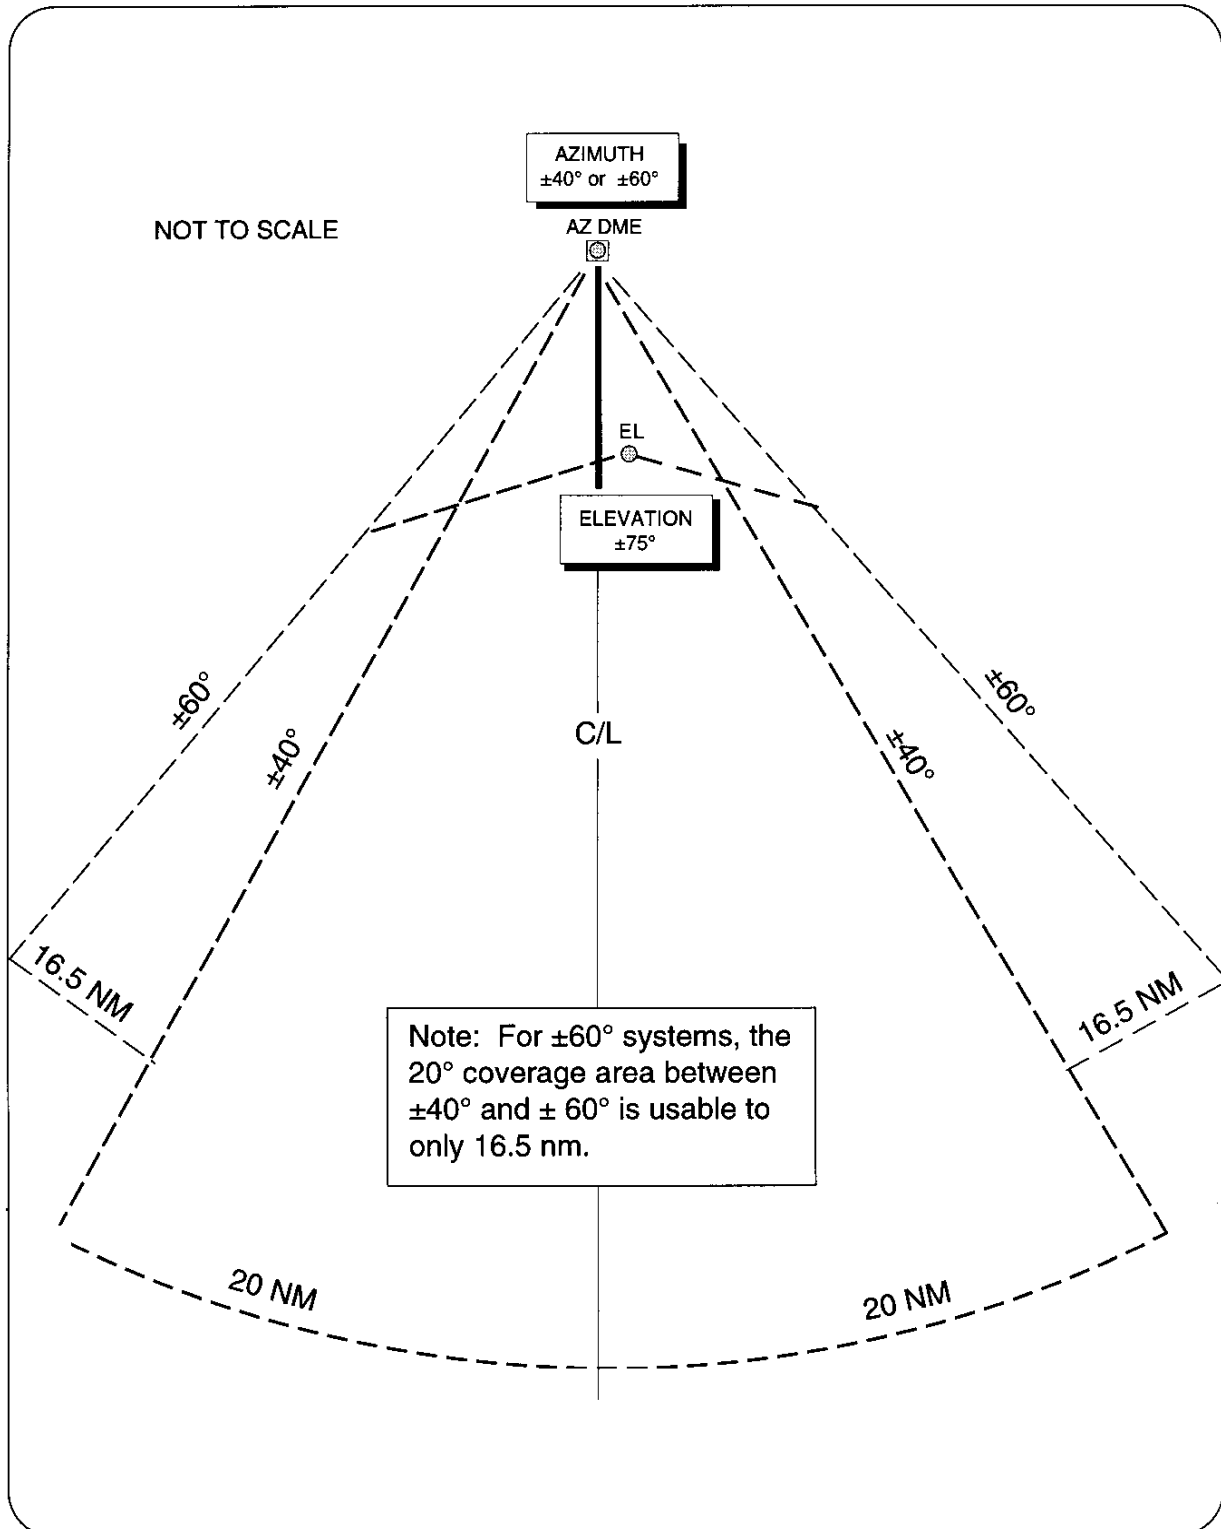 AZIMUTH
±40° or ±60°
NOT TO SCALE
AZ DME
EL
ELEVATION
±75°
±60°
±40°
C/L
±40°
±60°
16.5 NM
16.5 NM
Note: For ±60° systems, the
20° coverage area between
±40° and ± 60° is usable to
only 16.5 nm.
20 NM
20 NM